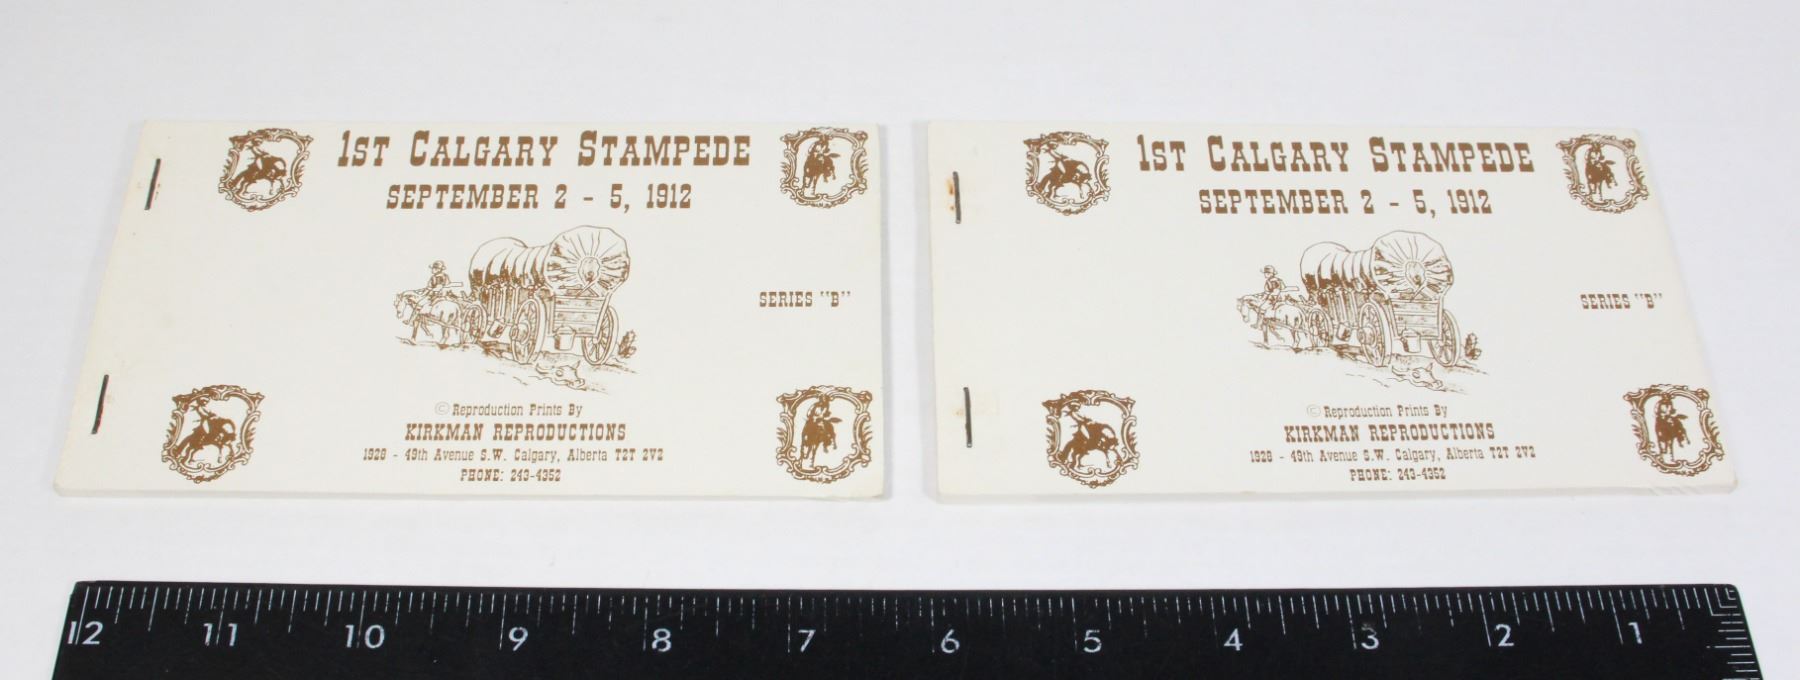 1ST CALGARY STAMPEDE
SEPTEMBER 2 - 5, 1912
SERIES "B"
© Reproduction Prints By
KIRKMAN REPRODUCTIONS
1928 - 49th Avenue S.W. Calgary, Alberta T2T 2V2
PHONE: 243-4352
1ST CALGARY STAMPEDE
SEPTEMBER 2 - 5, 1912
SERIES "B"
© Reproduction Prints By
KIRKMAN REPRODUCTIONS
1928 - 49th Avenue S.W. Calgary, Alberta T2T 2V2
PHONE: 243-4352
12 11 10 9 8 7 6 5 4 3 2 1